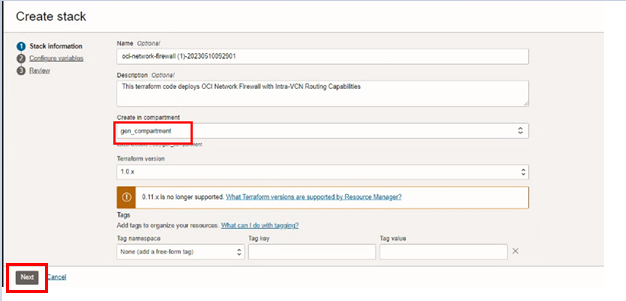 Create stack
1 Stack information
2 Configure variables
3 Review
Name Optional
oci-network-firewall (1)-20230510092901
Description Optional
This terraform code deploys OCI Network Firewall with Intra-VCN Routing Capabilities
Create in compartment
gen_compartment
Terraform version
1.0.x
0.11.x is no longer supported. What Terraform versions are supported by Resource Manager?
Tags
Add tags to organize your resources. What can I do with tagging?
Tag namespace Tag key Tag value
None (add a free-form tag)
Next Cancel